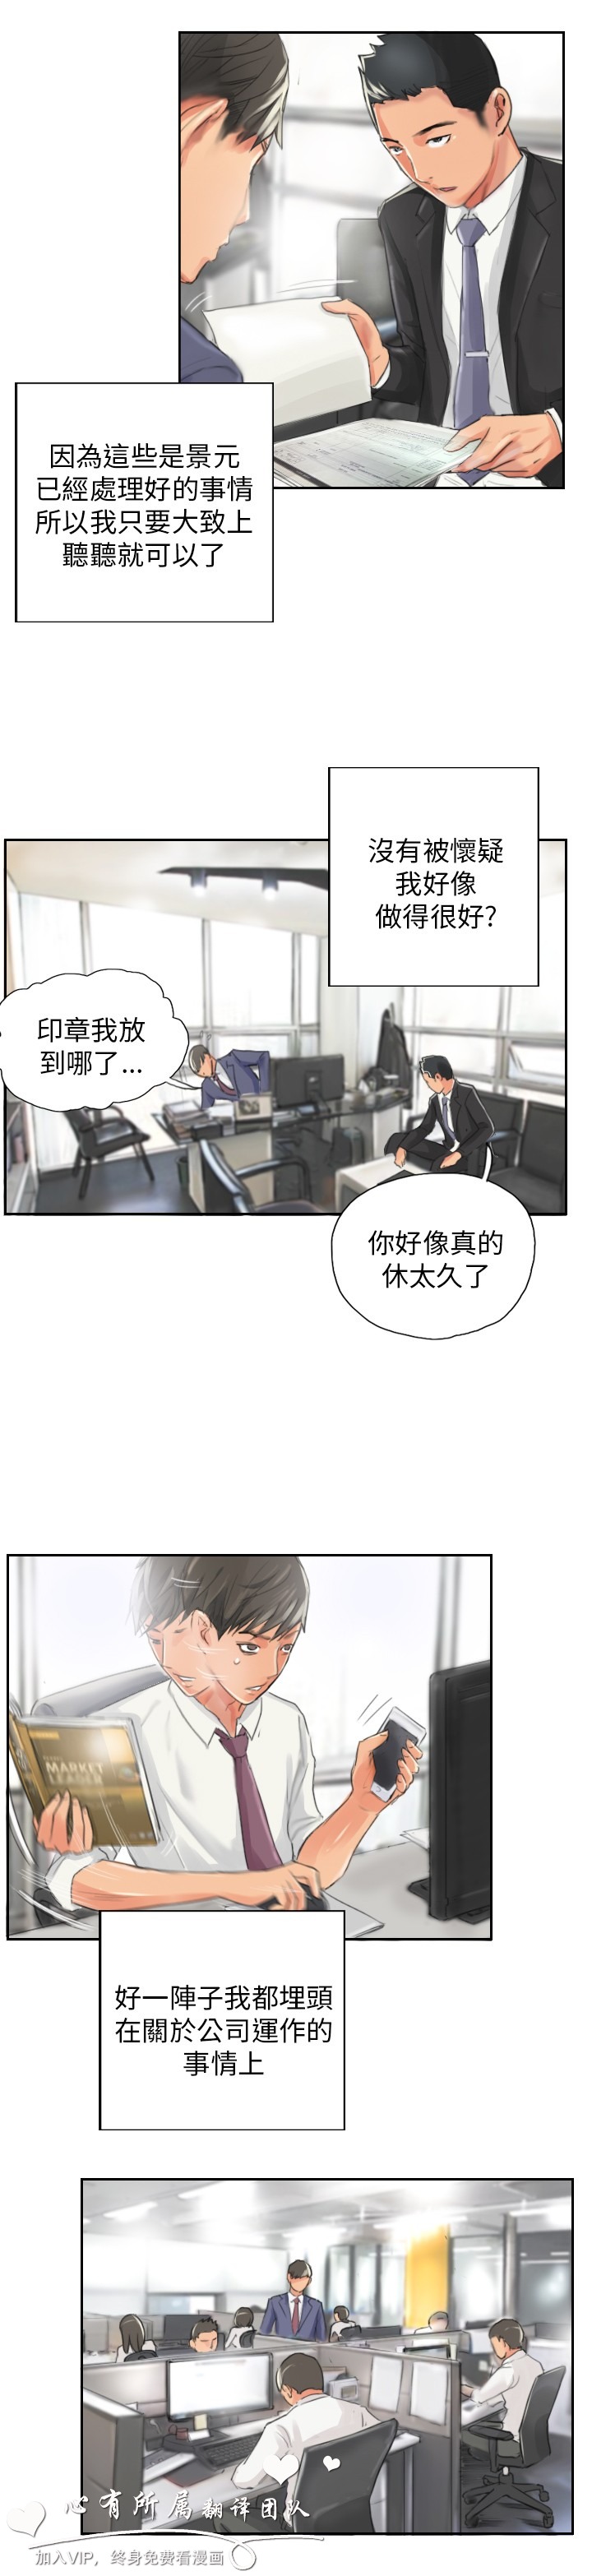 因為這些是景元
已經處理好的事情
所以我只要大致上
聽聽就可以了
沒有被懷疑
我好像
做得很好?
印章我放
到哪了...
你好像真的
休太久了
MARKET
LEADER
好一陣子我都埋頭
在關於公司運作的
事情上
心有所属翻译团队
加入VIP，终身免费看漫画